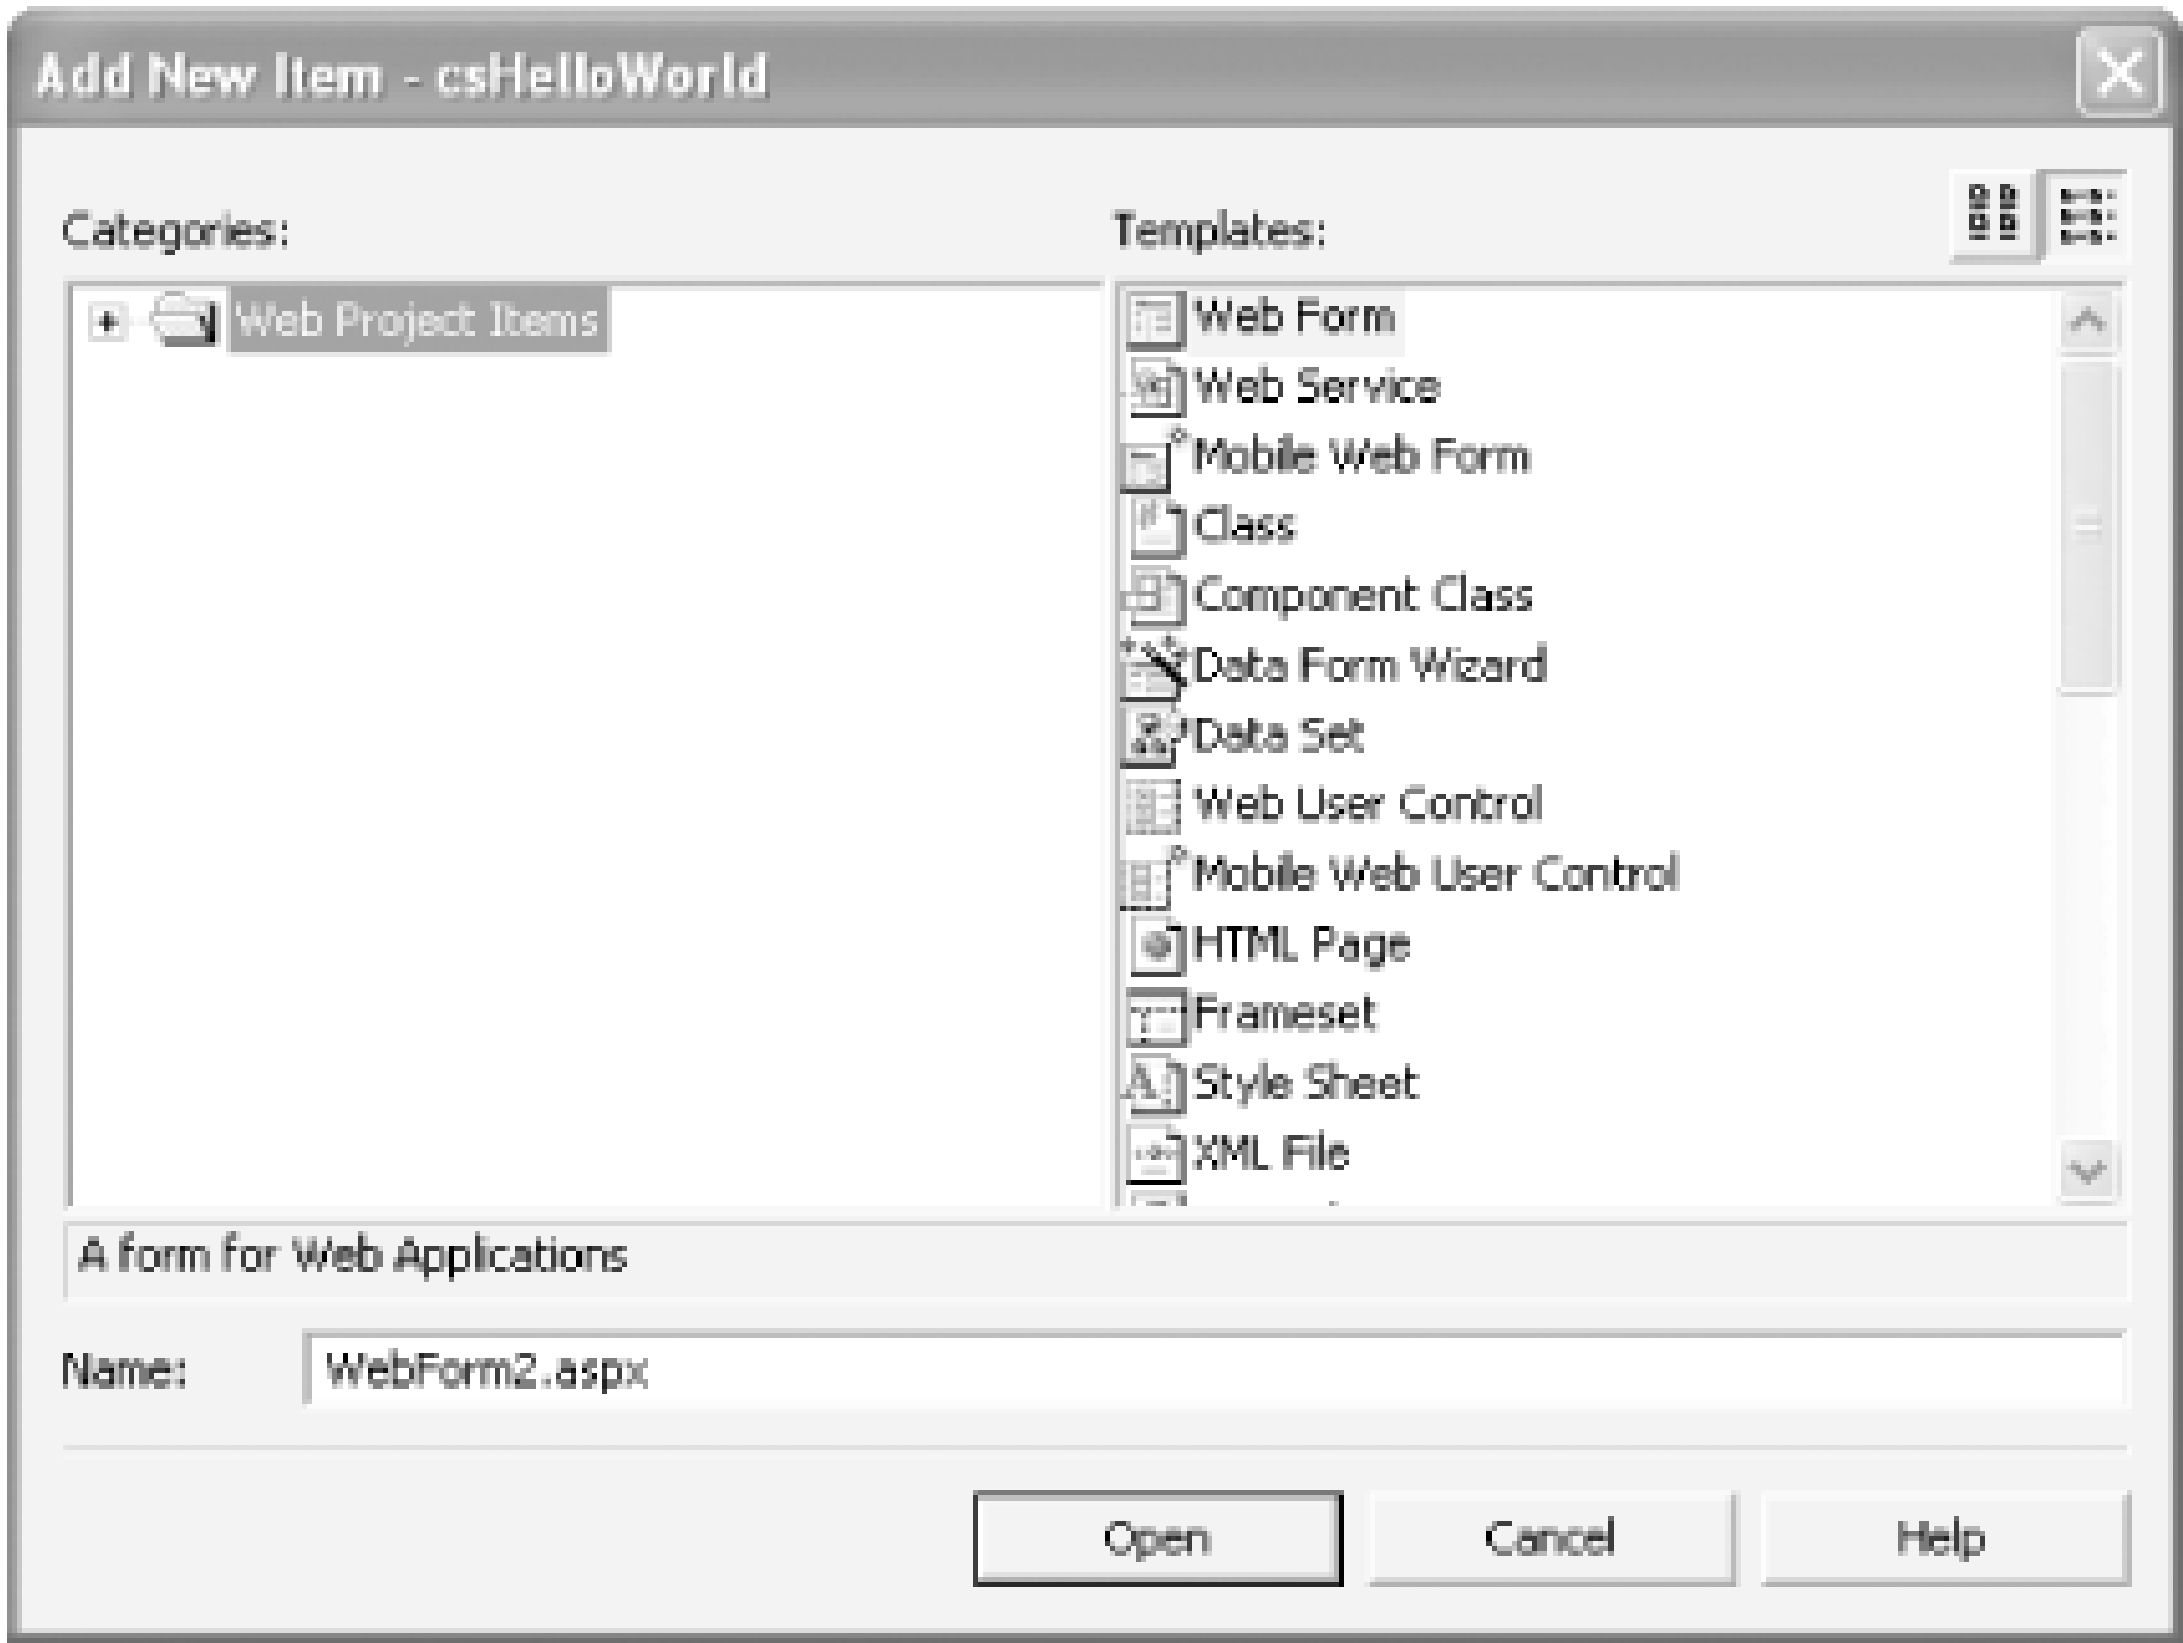 Add New Item - csHelloWorld
Categories:
Templates:
Web Project Items
Web Form
Web Service
Mobile Web Form
Class
Component Class
Data Form Wizard
Data Set
Web User Control
Mobile Web User Control
HTML Page
Frameset
Style Sheet
XML File
A form for Web Applications
Name:
WebForm2.aspx
Open
Cancel
Help